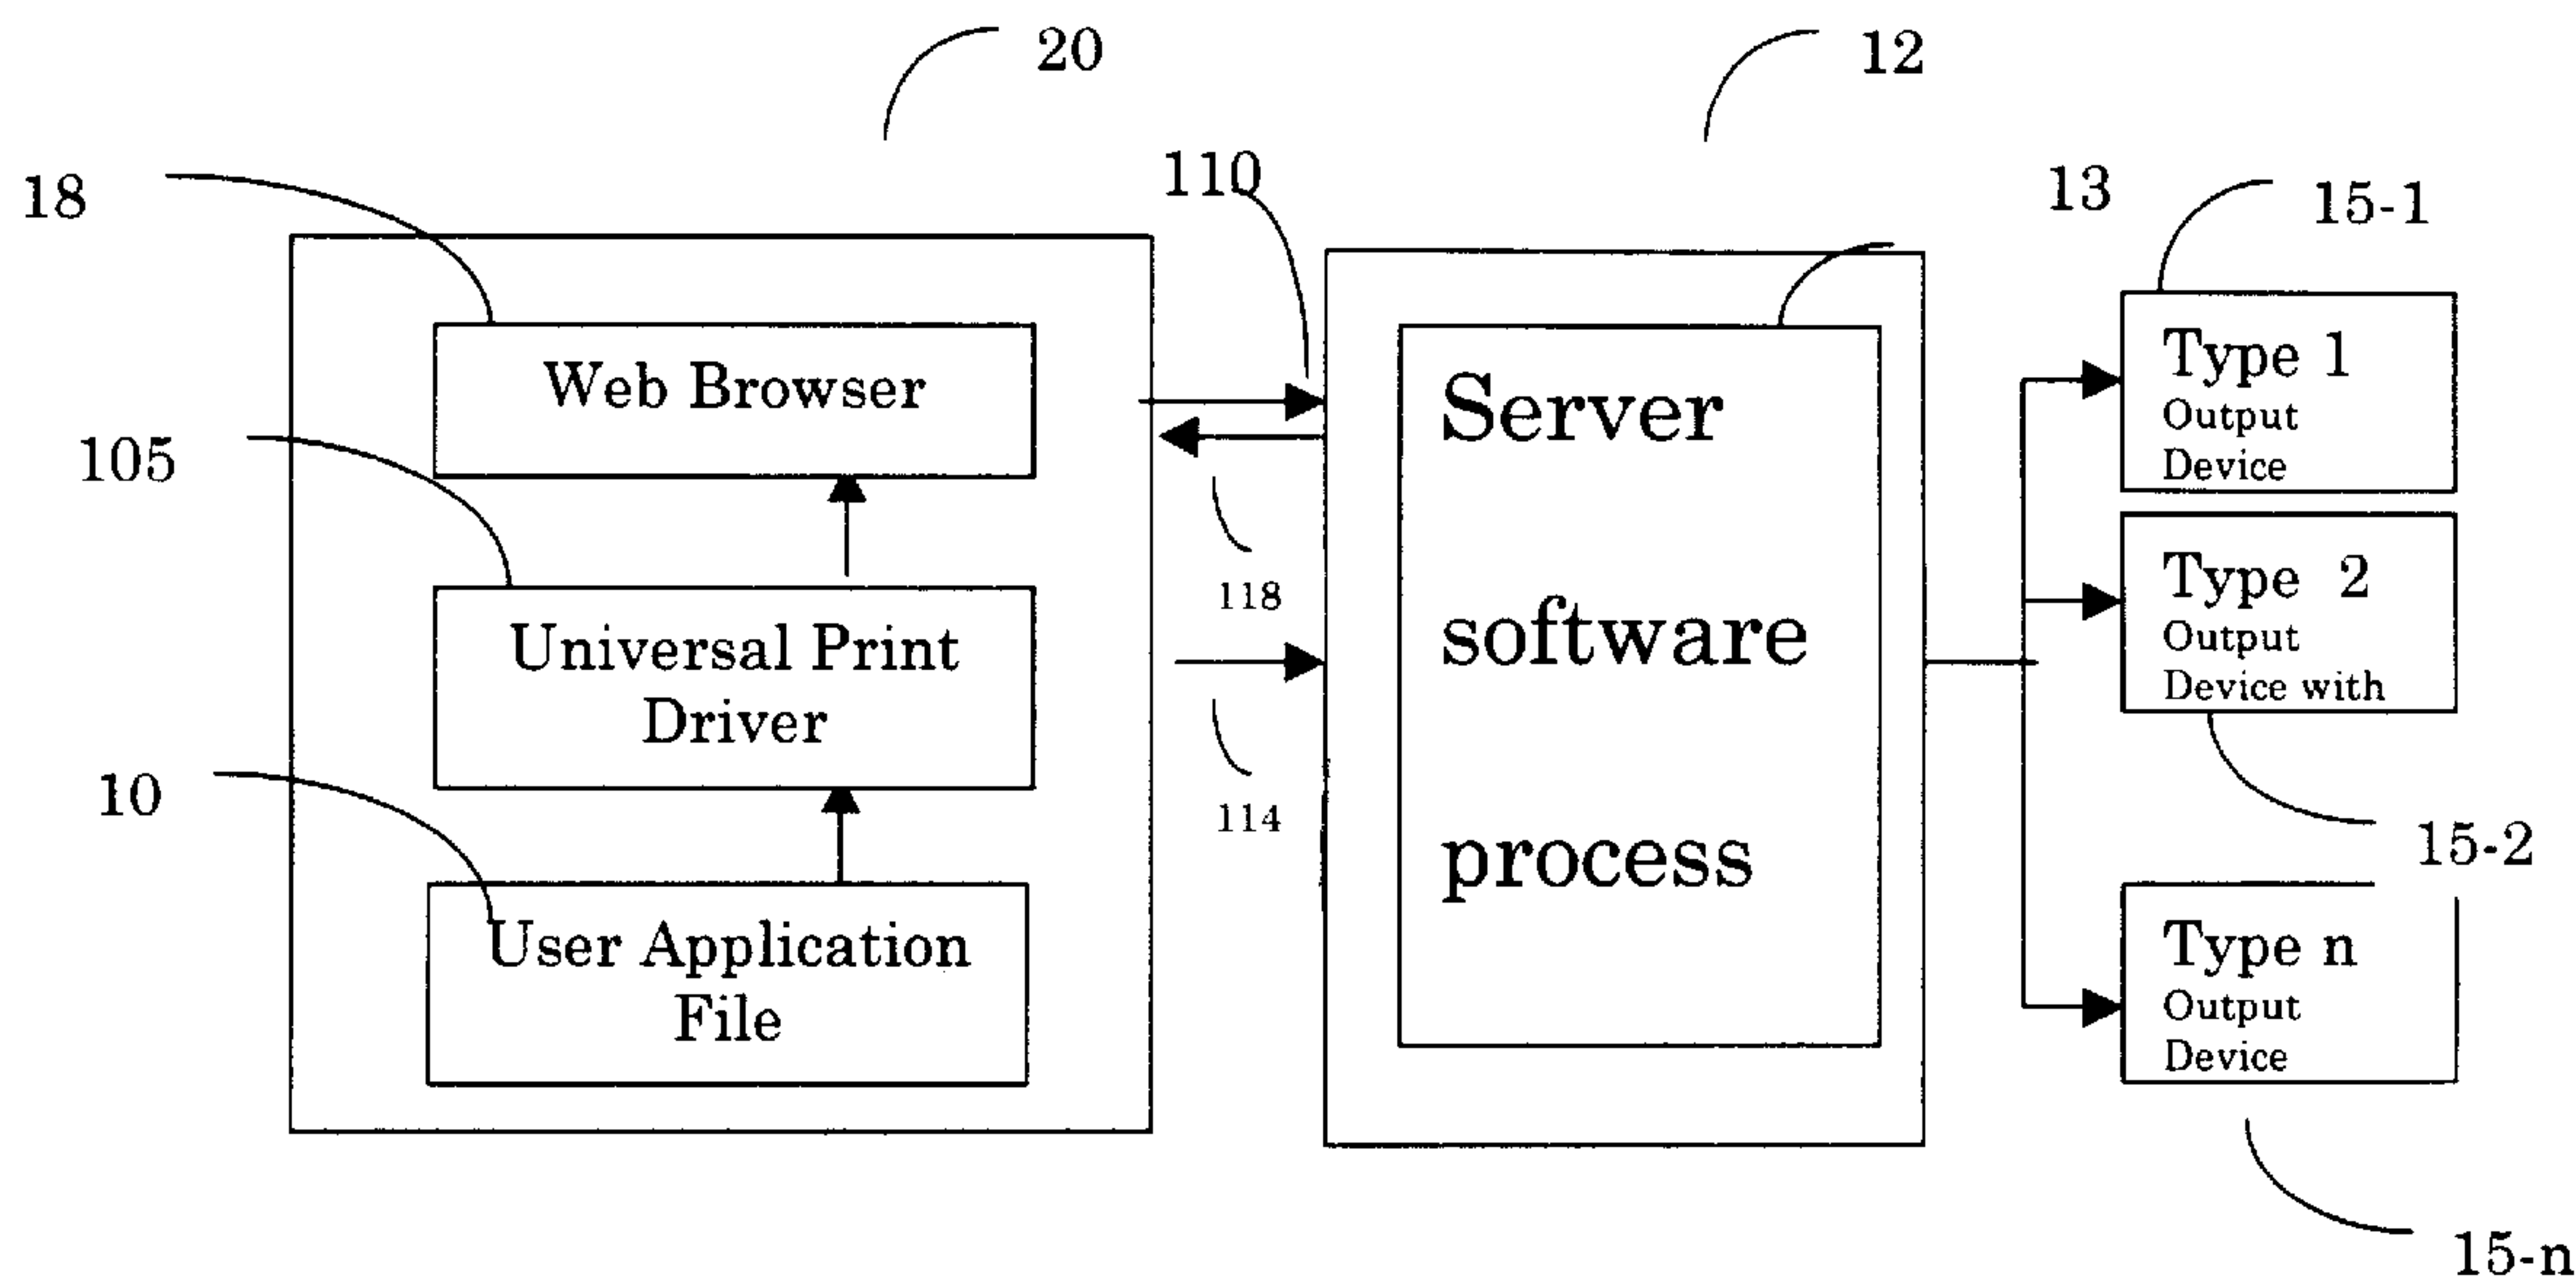 20
12
18
110
13
15-1
Web Browser
105
Universal Print
Driver
10
User Application
File
118
114
Server
software
process
Type 1
Output
Device
Type 2
Output
Device with
15-2
Type n
Output
Device
15-n